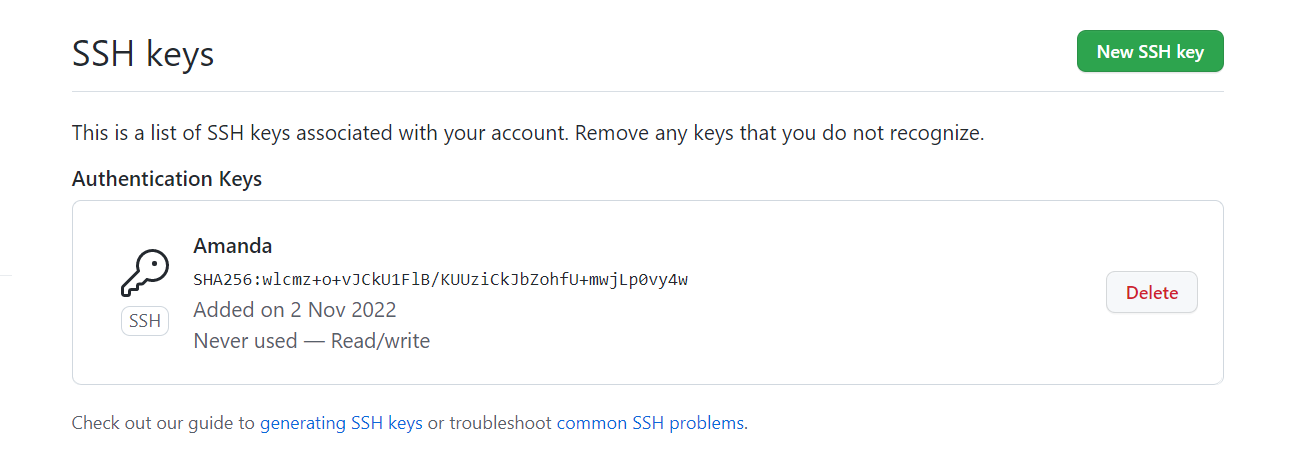 SSH keys
New SSH key
This is a list of SSH keys associated with your account. Remove any keys that you do not recognize.
Authentication Keys
Amanda
SHA256:wlcmz+o+vJCkU1FlB/KUUziCkJbZohfU+mwjLp0vy4w
SSH
Added on 2 Nov 2022
Never used — Read/write
Delete
Check out our guide to generating SSH keys or troubleshoot common SSH problems.